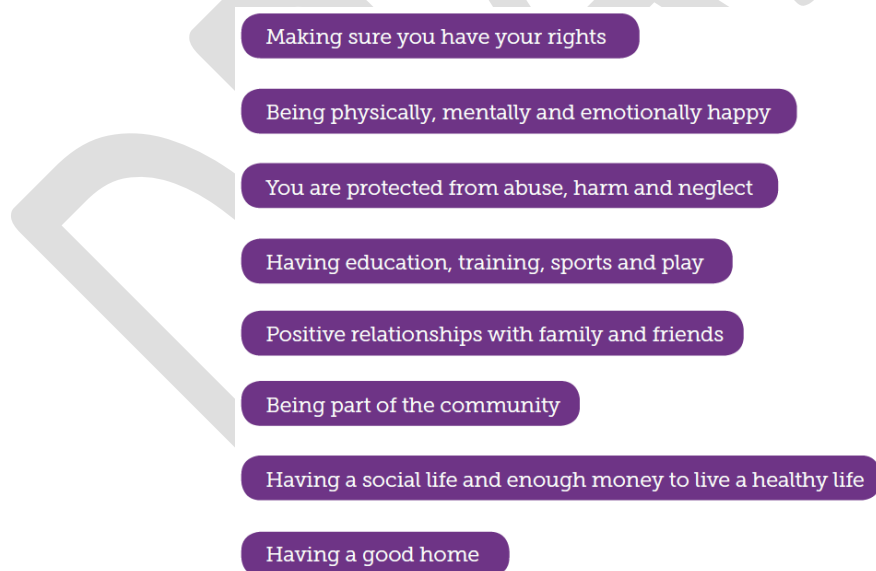 Making sure you have your rights
Being physically, mentally and emotionally happy
You are protected from abuse, harm and neglect
Having education, training, sports and play
Positive relationships with family and friends
Being part of the community
Having a social life and enough money to live a healthy life
Having a good home